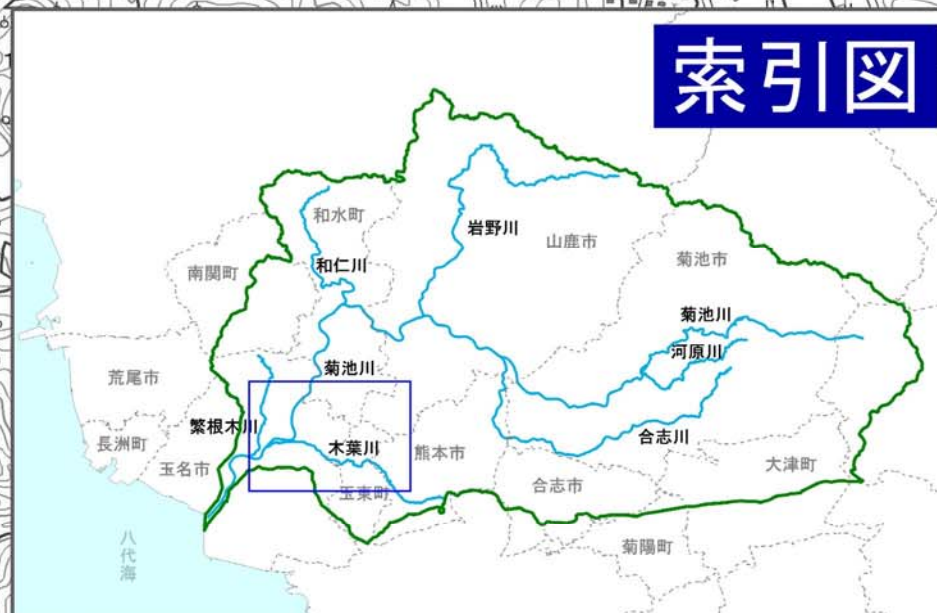 索引図
和水町
岩野川
山鹿市
菊池市
南関町
和仁川
菊池川
河原川
菊池川
荒尾市
繁根木川
長洲町
玉名市
木葉川
熊本市
合志川
大津町
合志市
玉東町
菊陽町
八代海